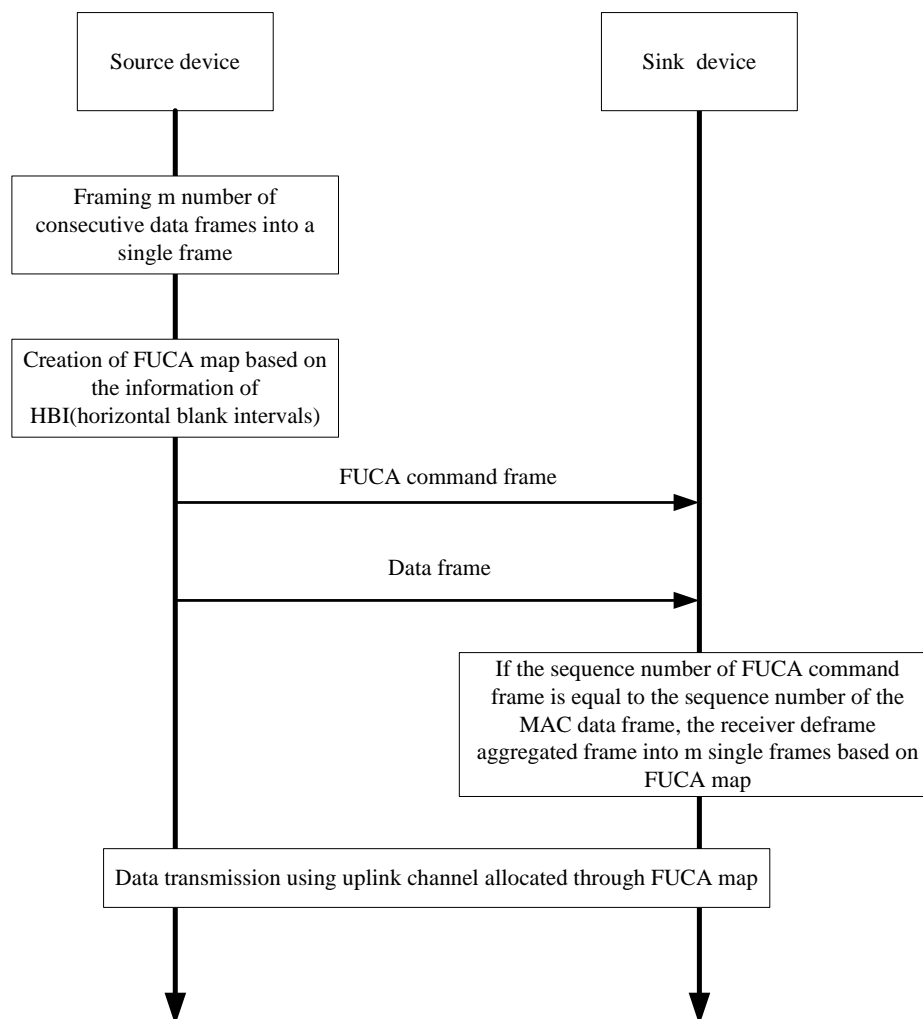 Source device
Sink device
Framing m number of
consecutive data frames into a
single frame
Creation of FUCA map based on
the information of
HBI(horizontal blank intervals)
FUCA command frame
Data frame
If the sequence number of FUCA command
frame is equal to the sequence number of the
MAC data frame, the receiver deframe
aggregated frame into m single frames based on
FUCA map
Data transmission using uplink channel allocated through FUCA map